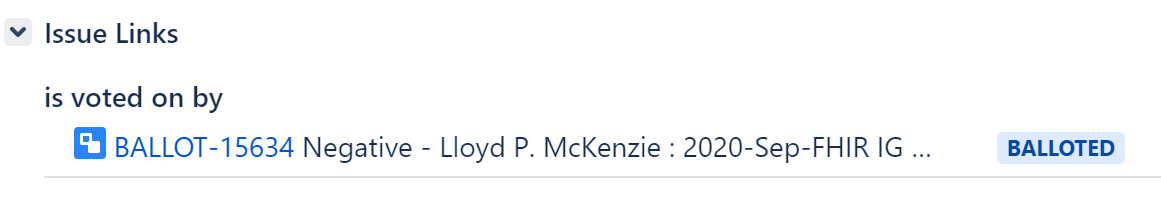 Issue Links
is voted on by
BALLOT-15634 Negative - Lloyd P. McKenzie : 2020-Sep-FHIR IG ... BALLOTED